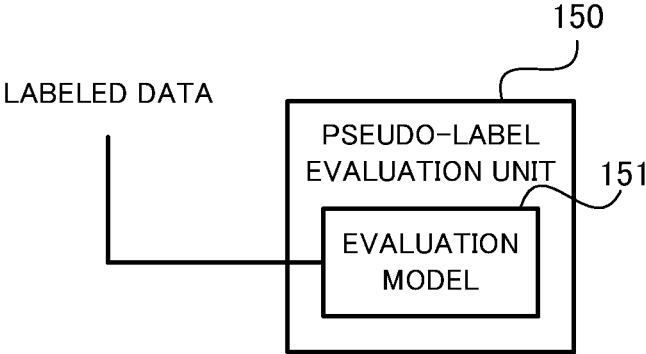 150
LABELED DATA
PSEUDO-LABEL
EVALUATION UNIT
151
EVALUATION
MODEL